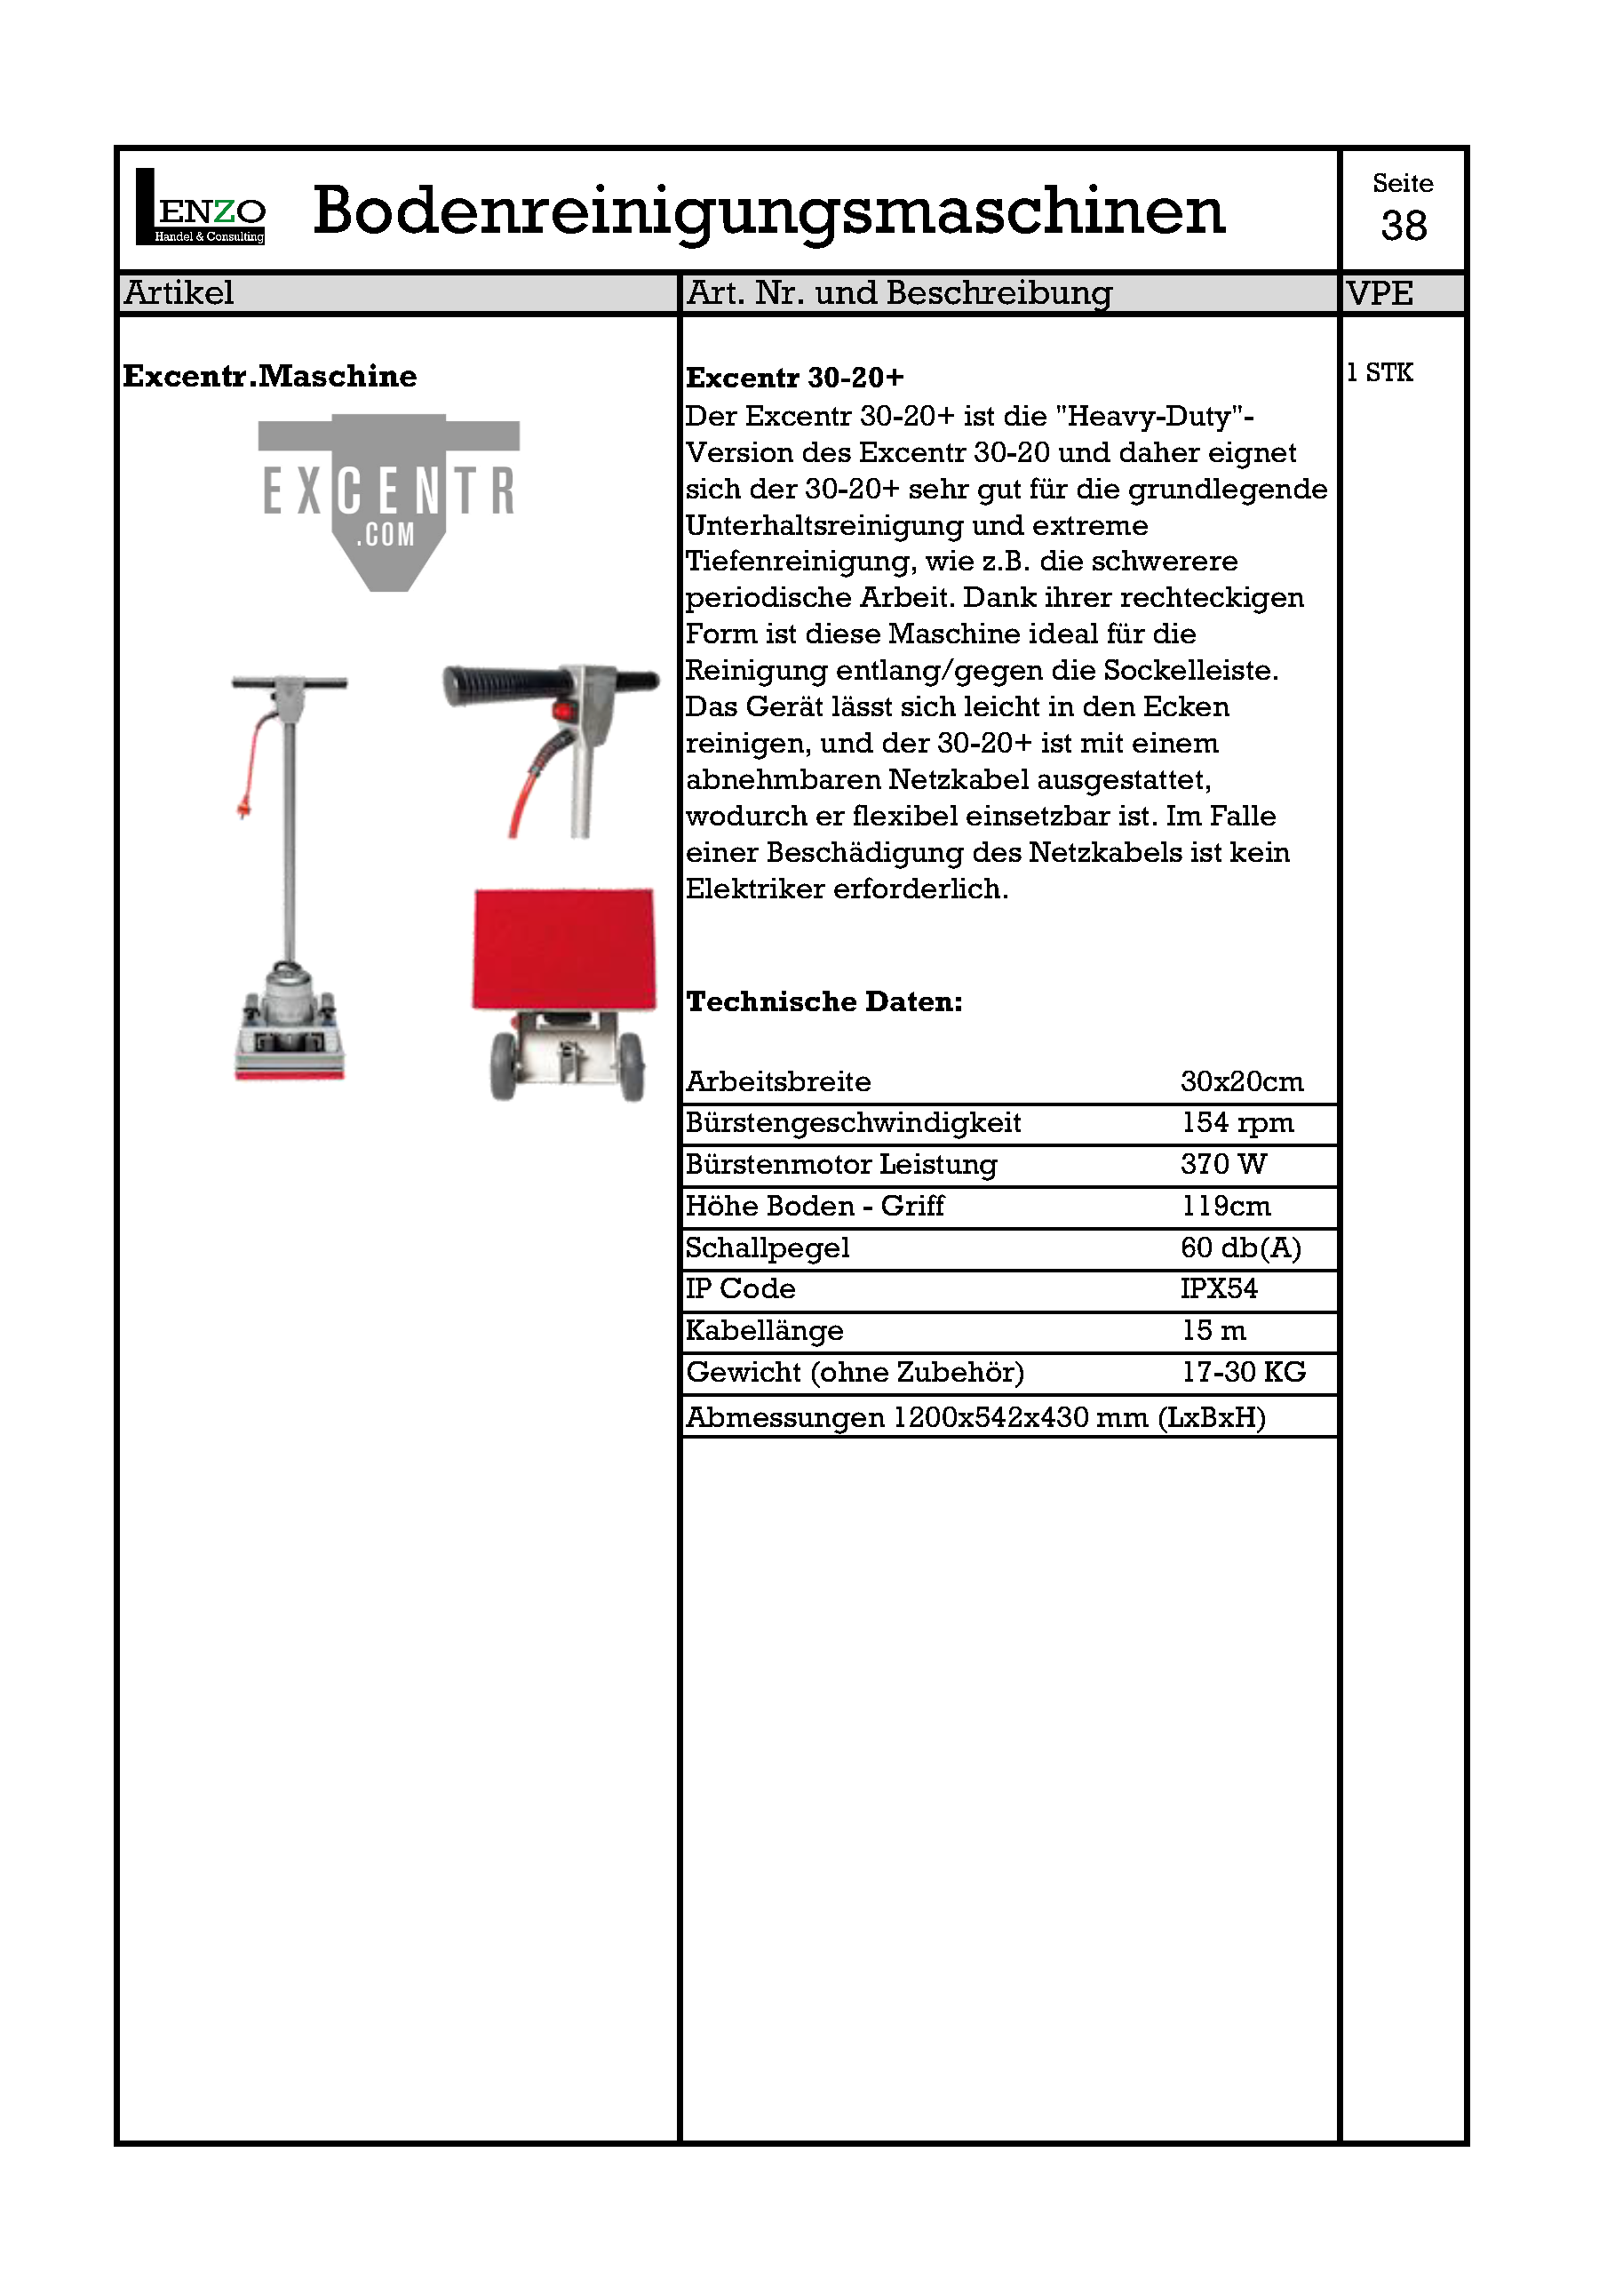 LENZO
Handel & Consulting
Bodenreinigungsmaschinen
Seite
38
Artikel
Art. Nr. und Beschreibung
VPE
Excentr.Maschine
EXCENTR
.COM
Excentr 30-20+
1 STK
Der Excentr 30-20+ ist die "Heavy-Duty"-
Version des Excentr 30-20 und daher eignet
sich der 30-20+ sehr gut für die grundlegende
Unterhaltsreinigung und extreme
Tiefenreinigung, wie z.B. die schwerere
periodische Arbeit. Dank ihrer rechteckigen
Form ist diese Maschine ideal für die
Reinigung entlang/gegen die Sockelleiste.
Das Gerät lässt sich leicht in den Ecken
reinigen, und der 30-20+ ist mit einem
abnehmbaren Netzkabel ausgestattet,
wodurch er flexibel einsetzbar ist. Im Falle
einer Beschädigung des Netzkabels ist kein
Elektriker erforderlich.
Technische Daten:
Arbeitsbreite 30x20cm
Bürstengeschwindigkeit 154 rpm
Bürstenmotor Leistung 370 W
Höhe Boden - Griff 119cm
Schallpegel 60 db(A)
IP Code IPX54
Kabellänge 15 m
Gewicht (ohne Zubehör) 17-30 KG
Abmessungen 1200x542x430 mm (LxBxH)